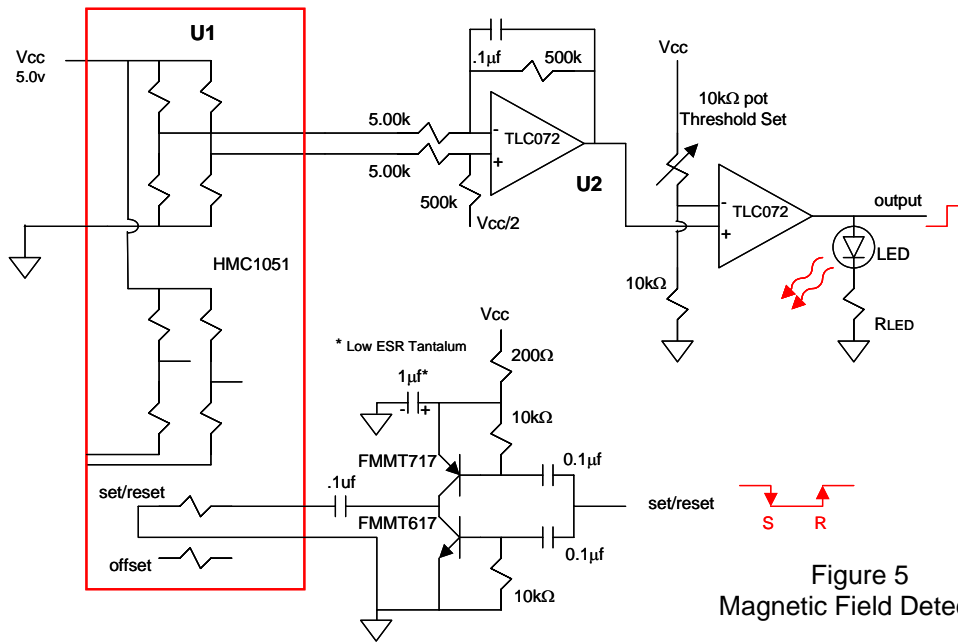 U1
Vcc
5.0v
.1µf
500k
5.00k
5.00k
-
+
TLC072
U2
500k
Vcc/2
Vcc
10kΩ pot
Threshold Set
-
+
TLC072
output
LED
10kΩ
RLED
HMC1051
Vcc
* Low ESR Tantalum
200Ω
1µf*
- +
10kΩ
FMMT717
0.1µf
set/reset
.1uf
FMMT617
set/reset
S R
0.1µf
offset
10kΩ
Figure 5
Magnetic Field Dete